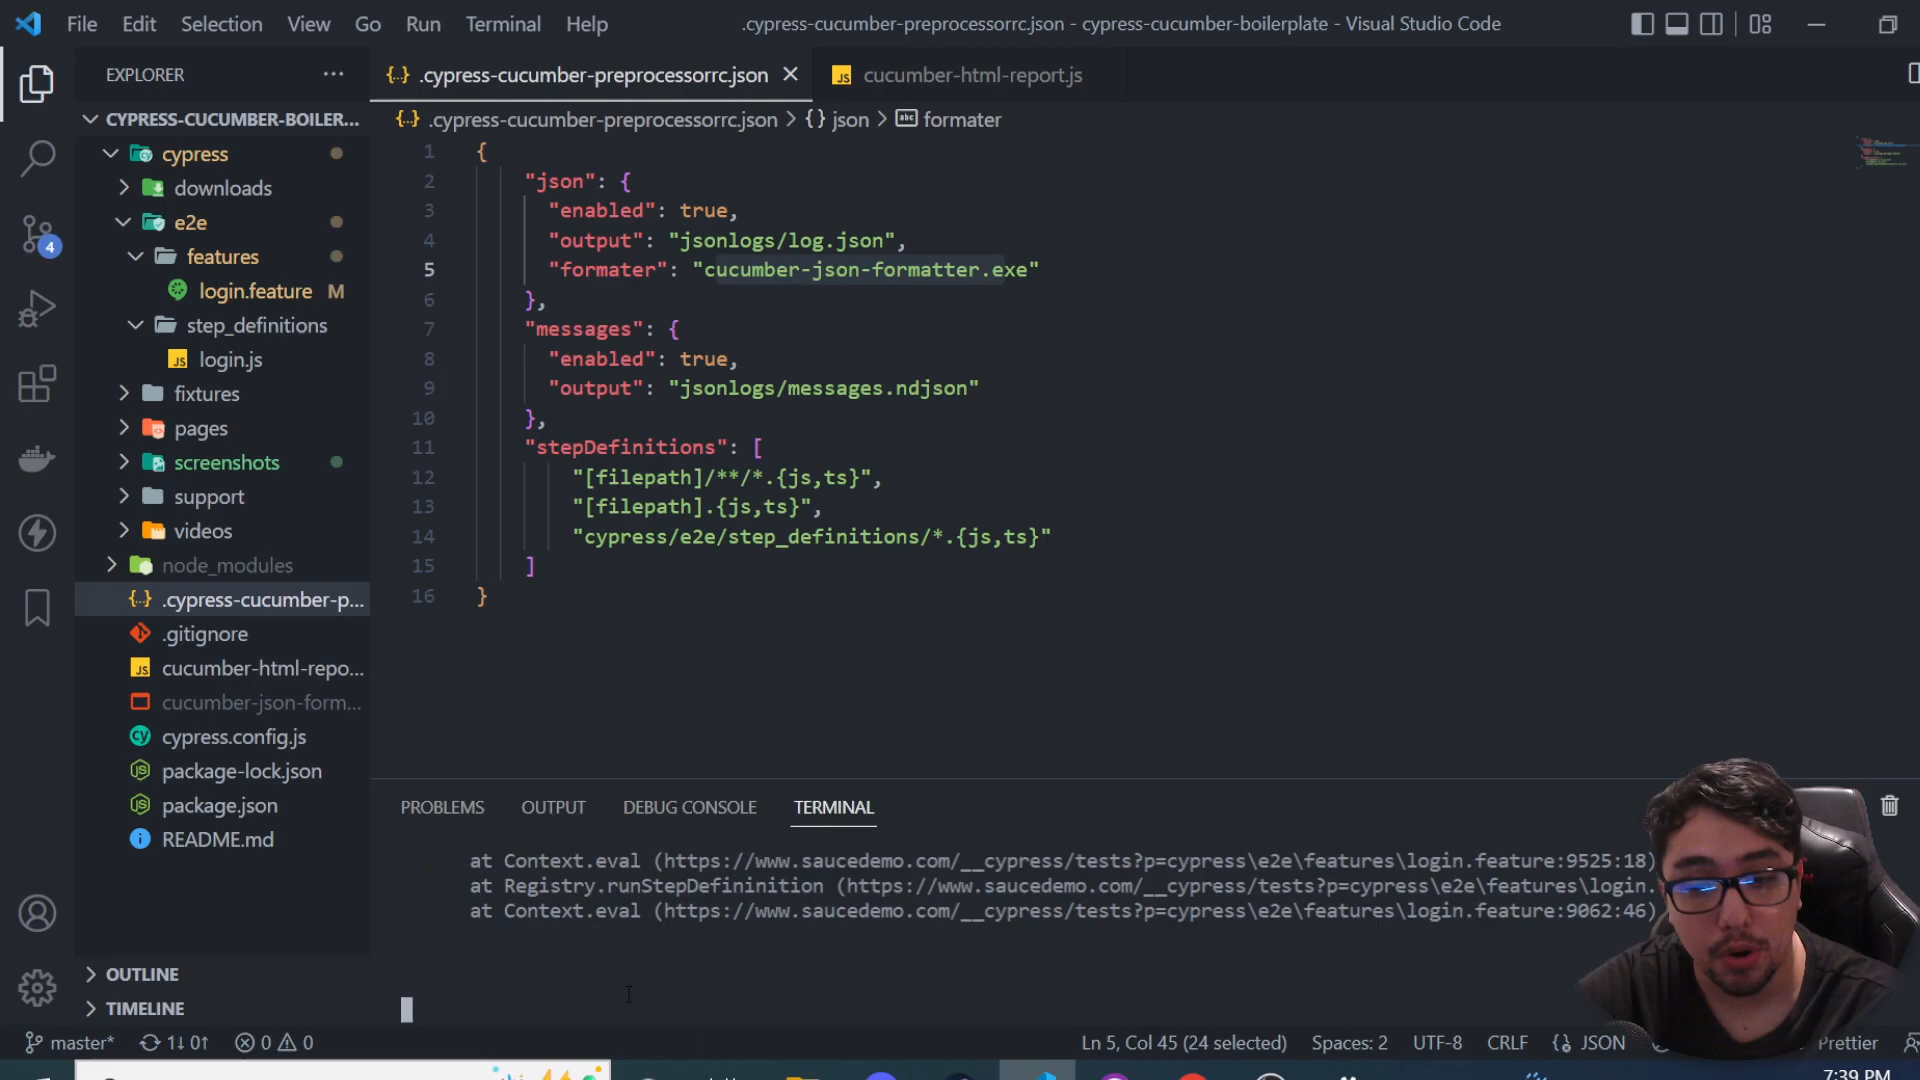 File Edit Selection View Go Run Terminal Help
.cypress-cucumber-preprocessorrc.json - cypress-cucumber-boilerplate - Visual Studio Code
EXPLORER
.cypress-cucumber-preprocessorrc.json
cucumber-html-report.js
CYPRESS-CUCUMBER-BOILER...
.cypress-cucumber-preprocessorrc.json > {} json > abc formater
cypress
downloads
e2e
features
login.feature M
step_definitions
login.js
fixtures
pages
screenshots
support
videos
node_modules
.cypress-cucumber-p...
.gitignore
cucumber-html-repo...
cucumber-json-form...
cypress.config.js
package-lock.json
package.json
README.md
OUTLINE
TIMELINE
4
1 {
2 "json": {
3 "enabled": true,
4 "output": "jsonlogs/log.json",
5 "formater": "cucumber-json-formatter.exe"
6 },
7 "messages": {
8 "enabled": true,
9 "output": "jsonlogs/messages.ndjson"
10 },
11 "stepDefinitions": [
12 "[filepath]/**/*.{js,ts}",
13 "[filepath].{js,ts}",
14 "cypress/e2e/step_definitions/*.{js,ts}"
15 ]
16 }
PROBLEMS OUTPUT DEBUG CONSOLE TERMINAL
at Context.eval (https://www.saucedemo.com/__cypress/tests?p=cypress\e2e\features\login.feature:9525:18)
at Registry.runStepDefininition (https://www.saucedemo.com/__cypress/tests?p=cypress\e2e\features\login.
at Context.eval (https://www.saucedemo.com/__cypress/tests?p=cypress\e2e\features\login.feature:9062:46)
master* 1↓ 0↑ 0 0
Ln 5, Col 45 (24 selected) Spaces: 2 UTF-8 CRLF {} JSON Prettier
7:39 PM